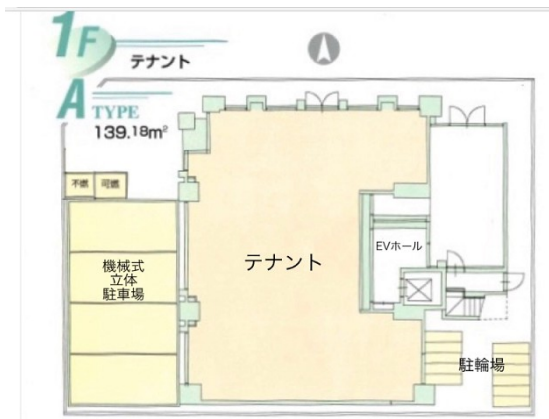 1F
テナント
A TYPE
139.18m²
不燃 可燃
機械式
立体
駐車場
テナント
EVホール
駐輪場